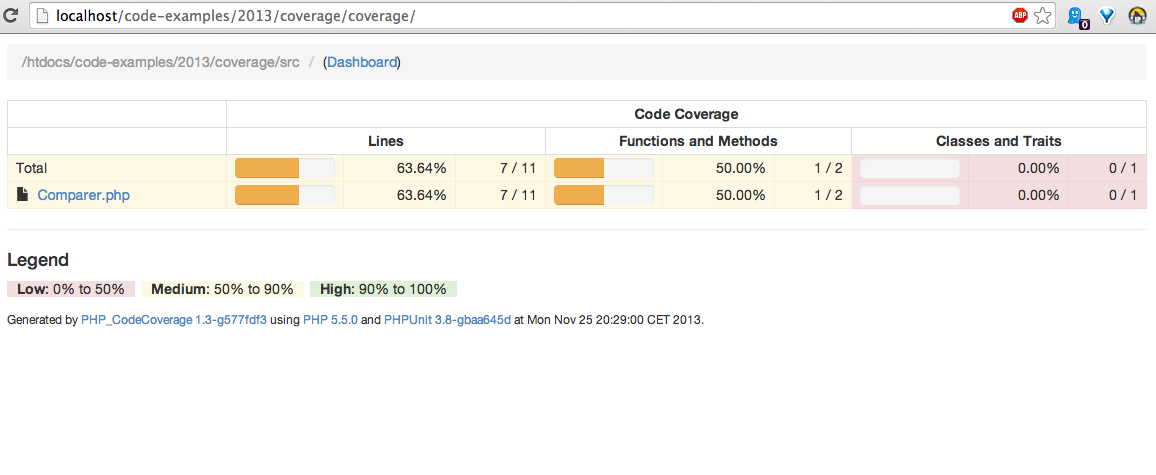 localhost/code-examples/2013/coverage/coverage/
ABP
0
/htdocs/code-examples/2013/coverage/src / (Dashboard)
Code Coverage
Lines Functions and Methods Classes and Traits
Total 63.64% 7 / 11 50.00% 1 / 2 0.00% 0 / 1
Comparer.php 63.64% 7 / 11 50.00% 1 / 2 0.00% 0 / 1
Legend
Low: 0% to 50% Medium: 50% to 90% High: 90% to 100%
Generated by PHP_CodeCoverage 1.3-g577fdf3 using PHP 5.5.0 and PHPUnit 3.8-gbaa645d at Mon Nov 25 20:29:00 CET 2013.